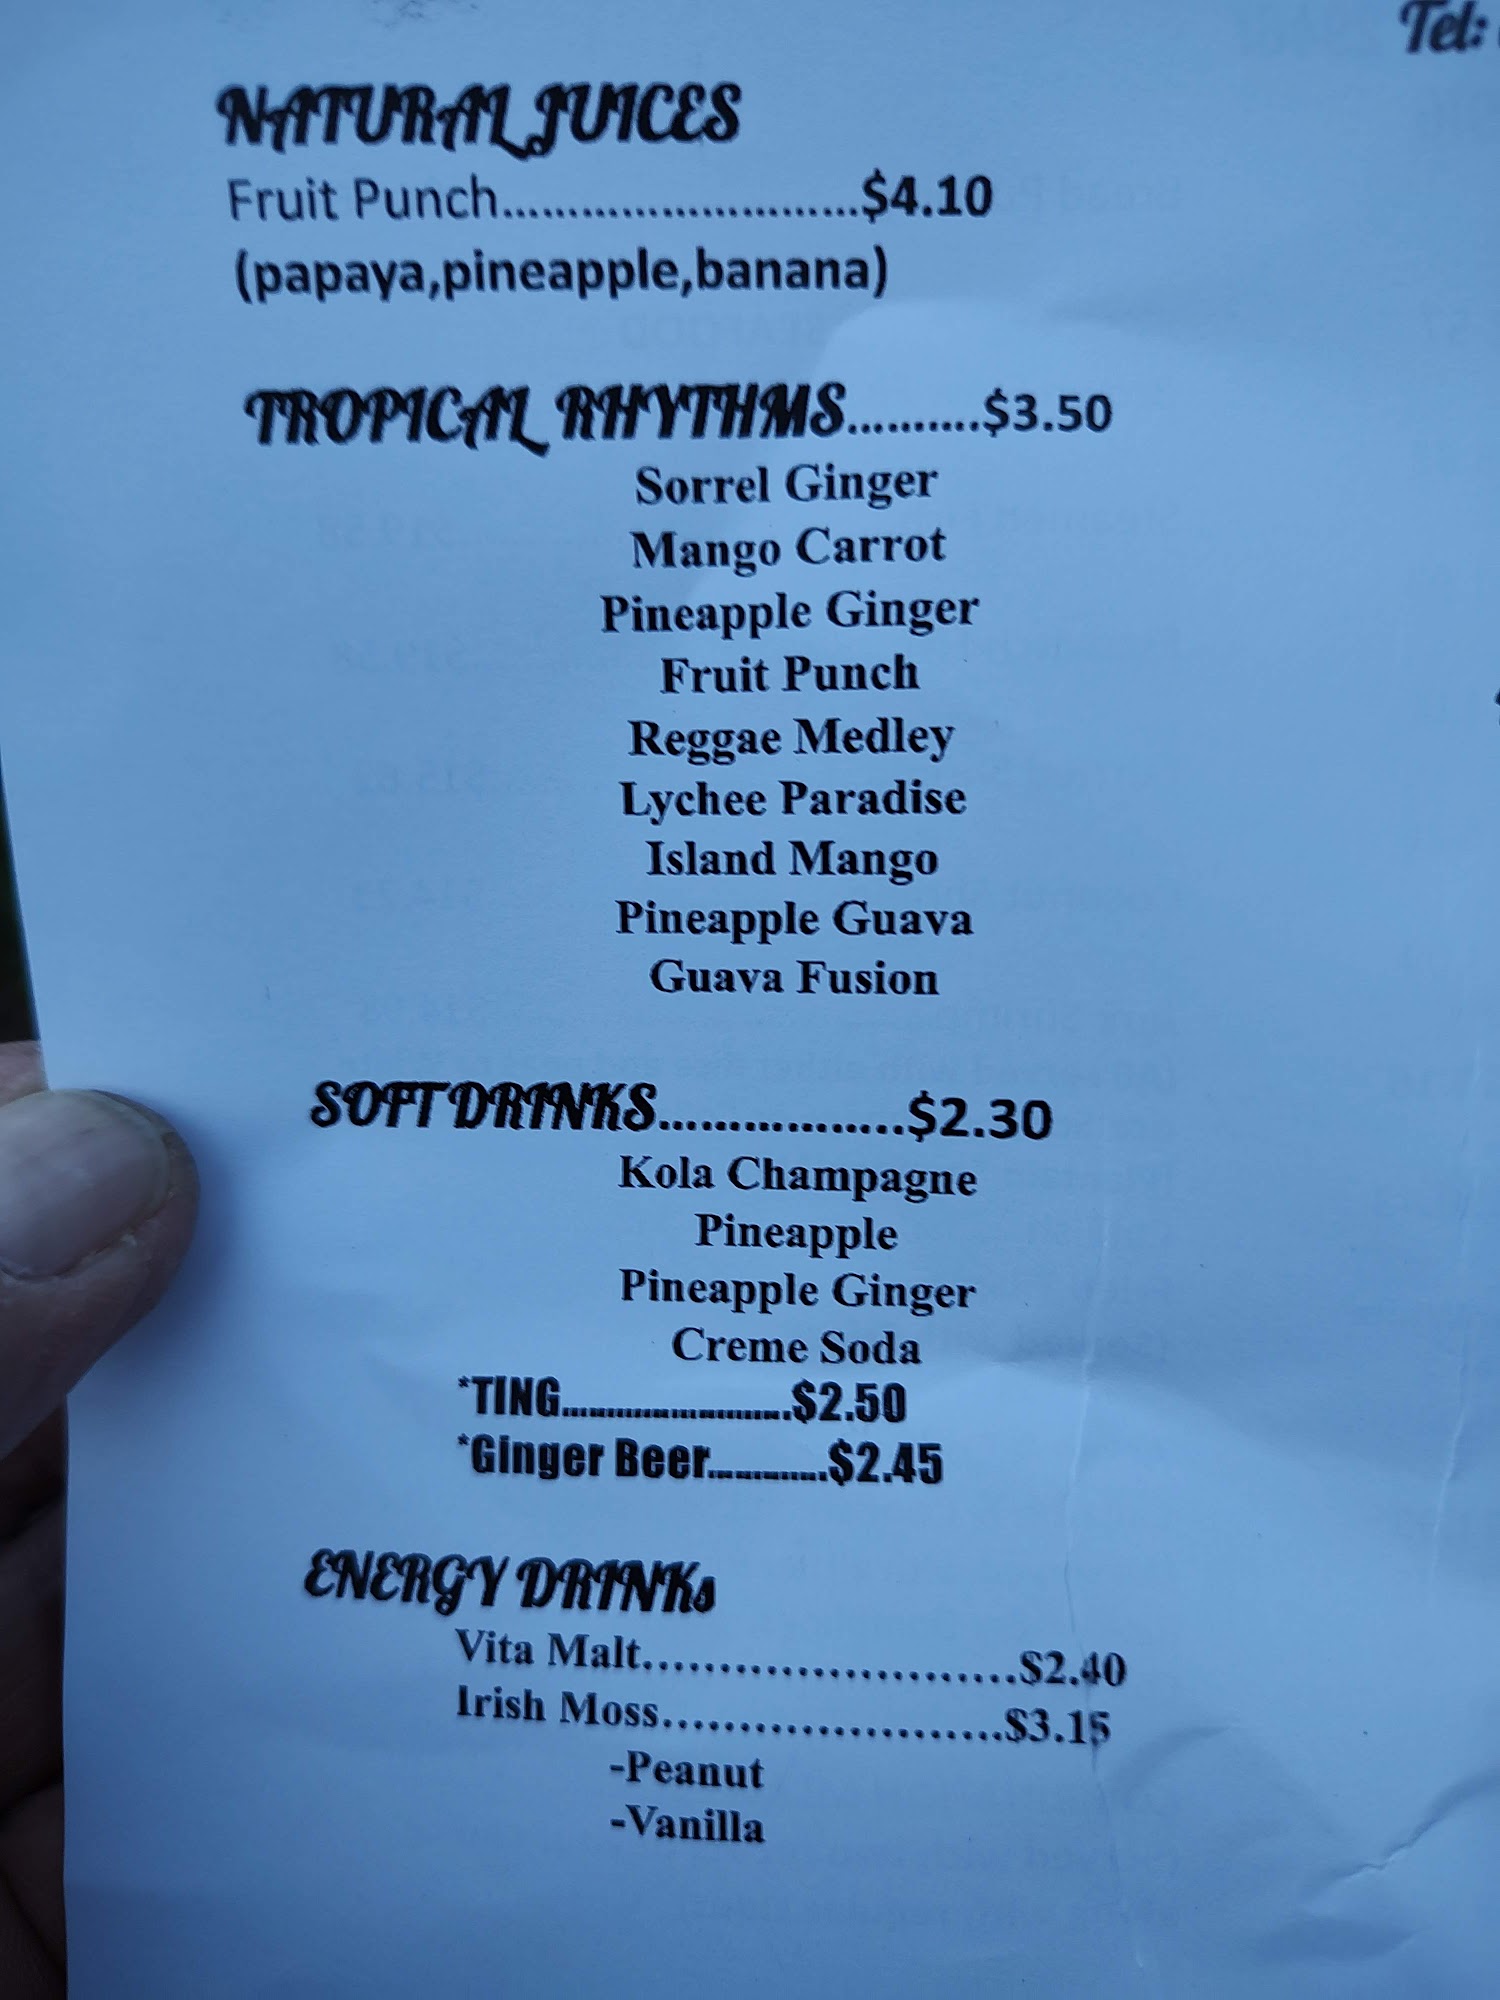 Tel:
NATURAL JUICES
Fruit Punch...........................$4.10
(papaya,pineapple,banana)
TROPICAL RHYTHMS..........$3.50
Sorrel Ginger
Mango Carrot
Pineapple Ginger
Fruit Punch
Reggae Medley
Lychee Paradise
Island Mango
Pineapple Guava
Guava Fusion
SOFT DRINKS.................$2.30
Kola Champagne
Pineapple
Pineapple Ginger
Creme Soda
*TING..........................$2.50
*Ginger Beer.............$2.45
ENERGY DRINKs
Vita Malt........................$2.40
Irish Moss......................$3.15
-Peanut
-Vanilla